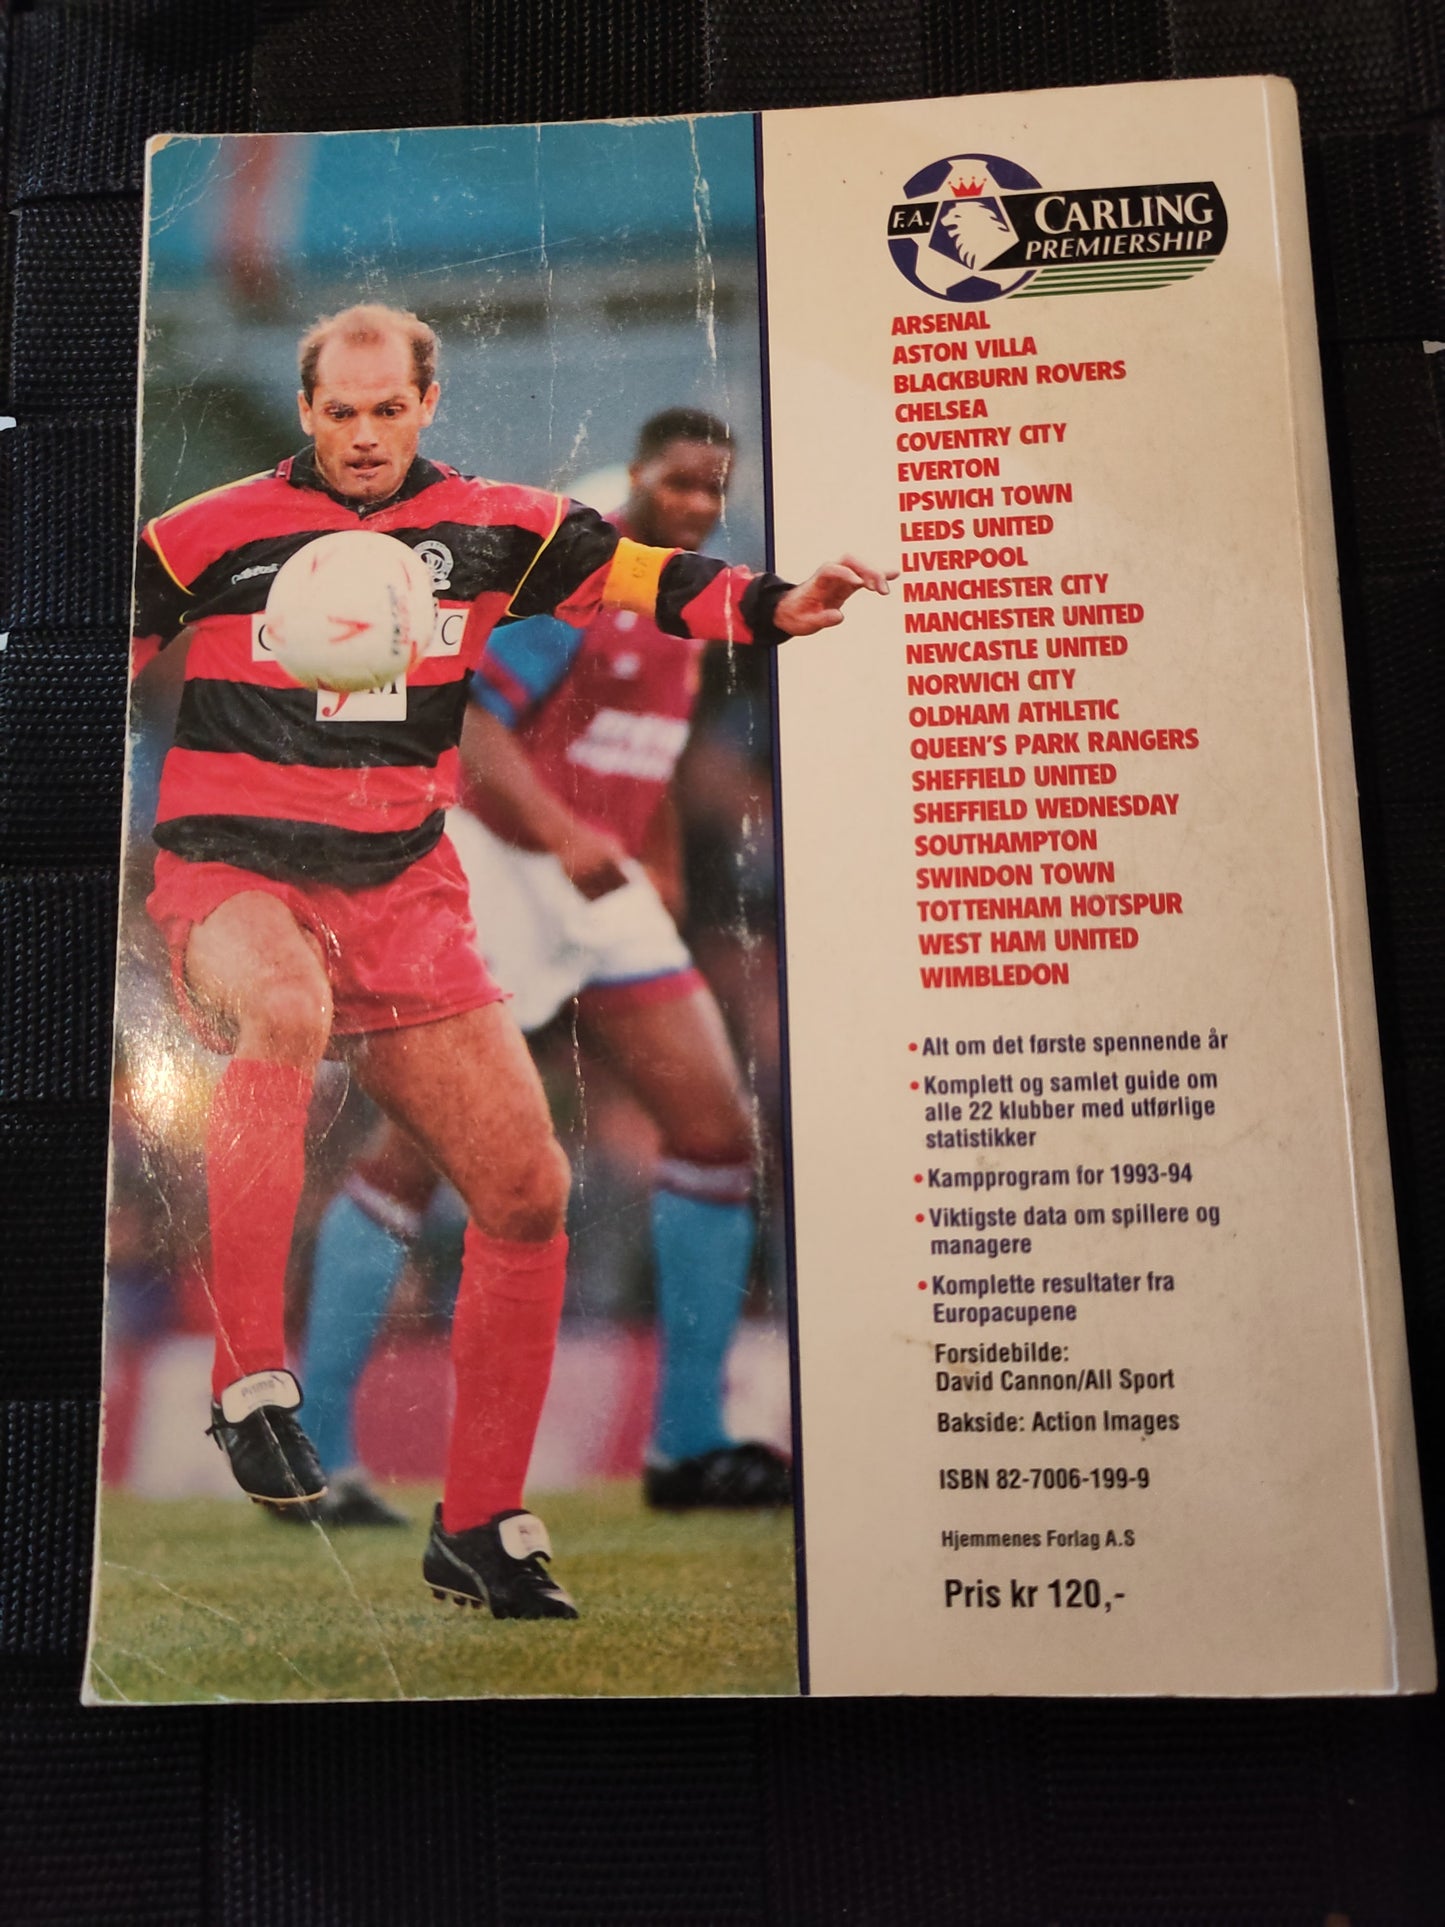 F.A. CARLING
PREMIERSHIP
ARSENAL
ASTON VILLA
BLACKBURN ROVERS
CHELSEA
COVENTRY CITY
EVERTON
IPSWICH TOWN
LEEDS UNITED
LIVERPOOL
MANCHESTER CITY
MANCHESTER UNITED
NEWCASTLE UNITED
NORWICH CITY
OLDHAM ATHLETIC
QUEEN'S PARK RANGERS
SHEFFIELD UNITED
SHEFFIELD WEDNESDAY
SOUTHAMPTON
SWINDON TOWN
TOTTENHAM HOTSPUR
WEST HAM UNITED
WIMBLEDON
• Alt om det første spennende år
• Komplett og samlet guide om
alle 22 klubber med utførlige
statistikker
• Kampprogram for 1993-94
• Viktigste data om spillere og
managere
• Komplette resultater fra
Europacupene
Forsidebilde:
David Cannon/All Sport
Bakside: Action Images
ISBN 82-7006-199-9
Hjemmenes Forlag A.S
Pris kr 120,-